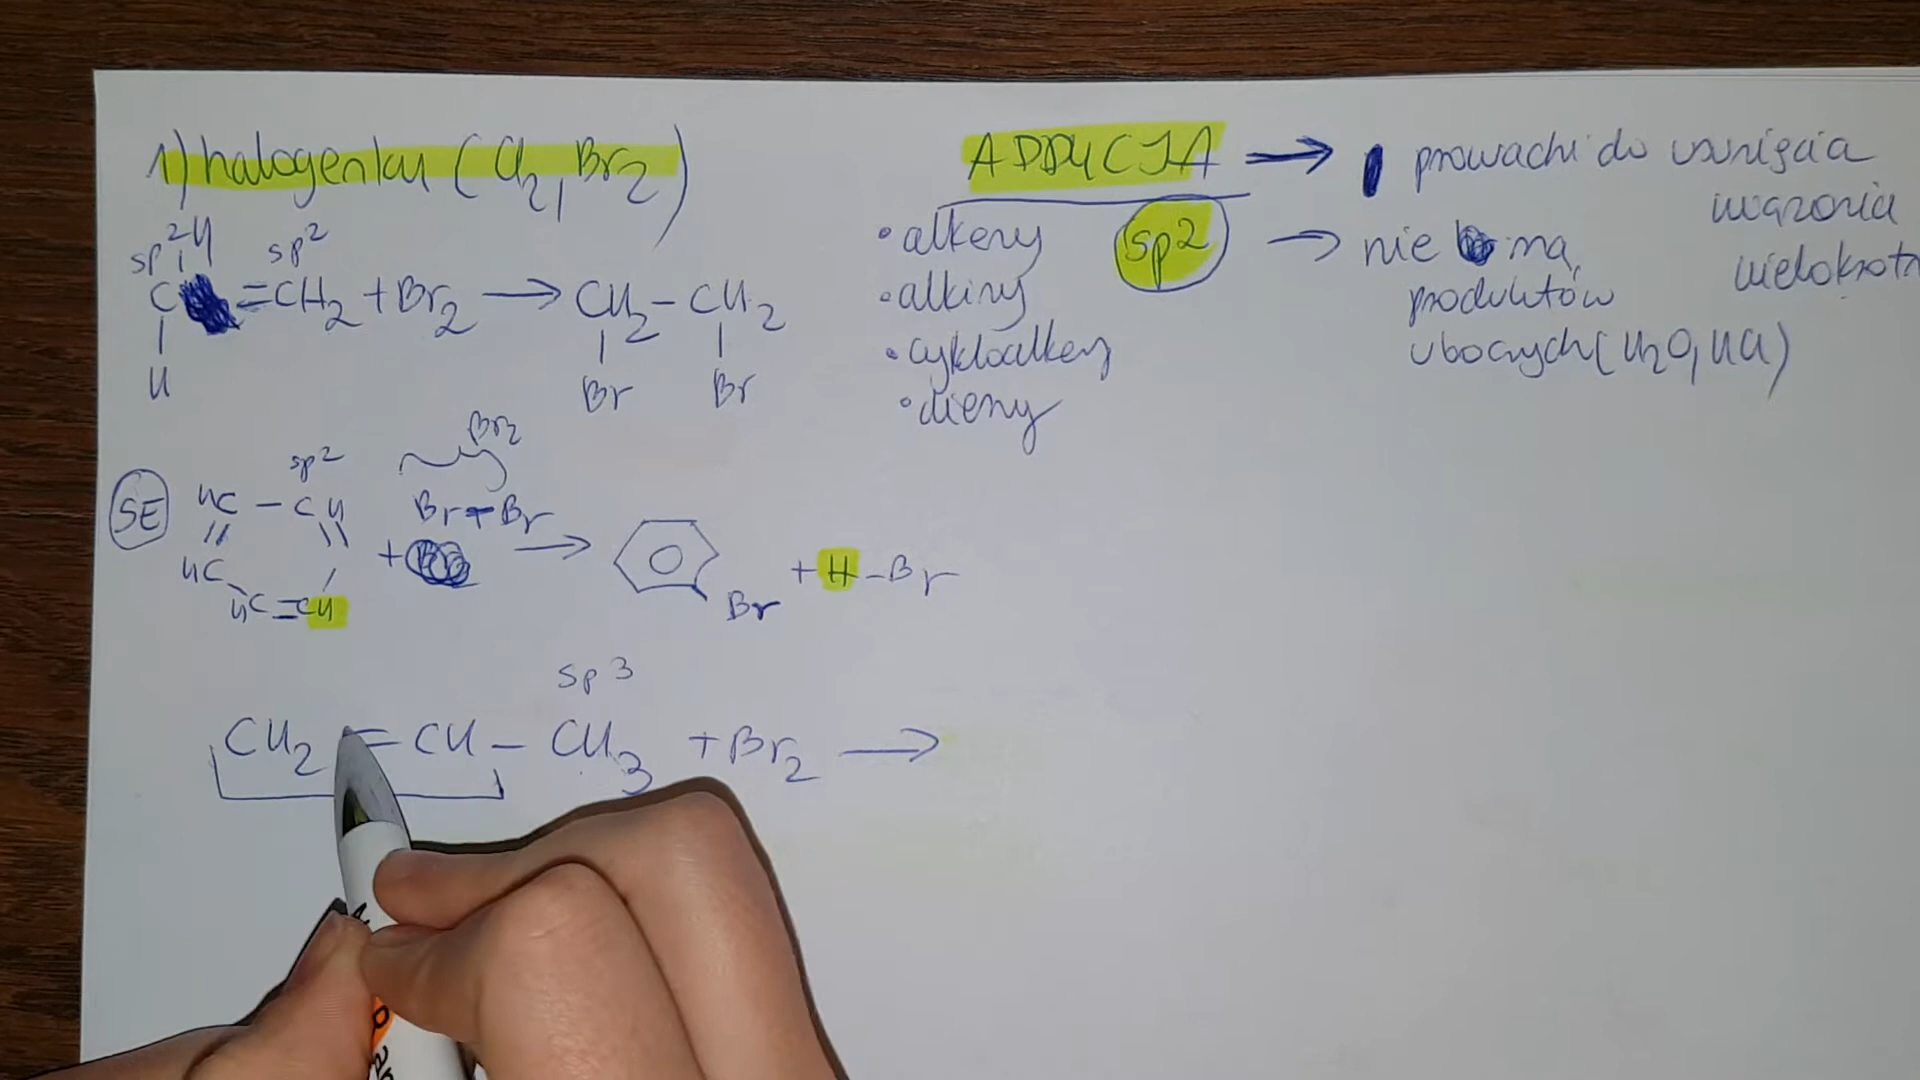 1) halogenku (Cl2, Br2)
sp2 H sp2
C =CH2 + Br2 → CH2 – CH2
H Br Br
ADDYCJA → prowadzi do usunięcia
wiązania
wielokrotn
• alkeny sp2 → nie ma
• alkiny produktów
• cykloalkeny ubocznych (H2O, HCl)
• dieny
Br2
sp2
SE HC – CH Br–Br
HC + → + H–Br
HC = CH Br
sp3
CH2 = CH – CH3 + Br2 →